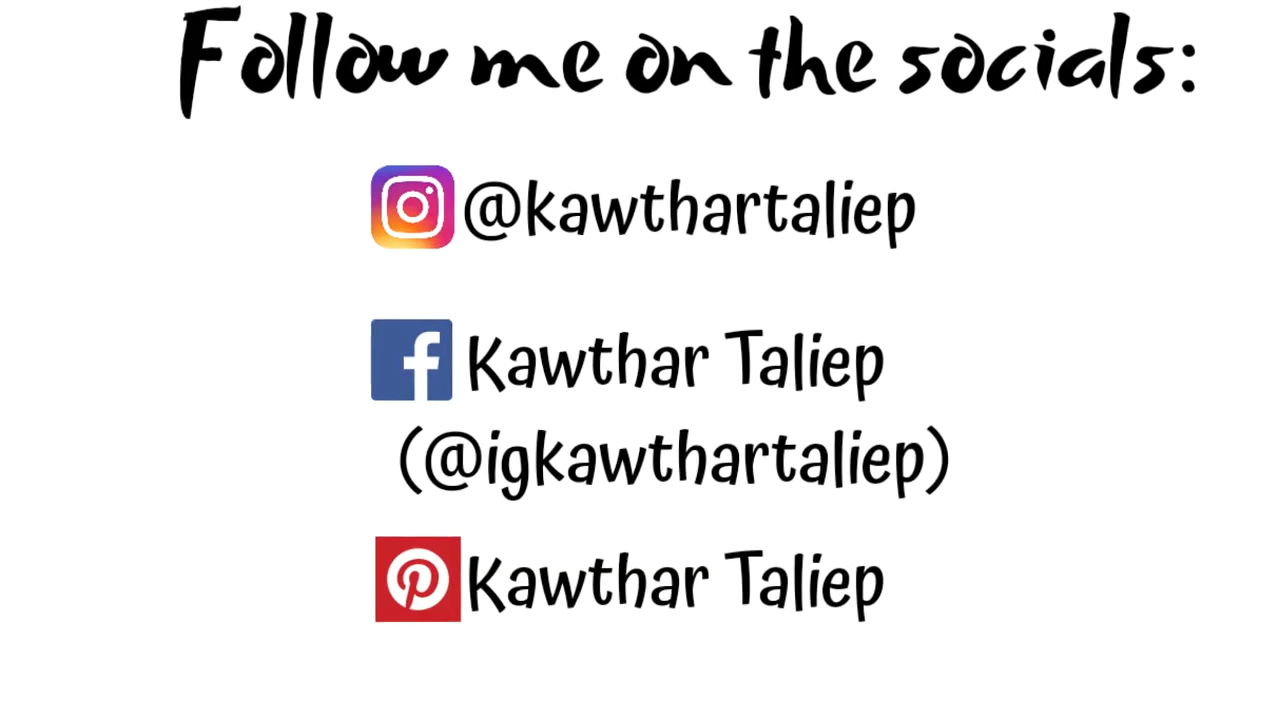 Follow me on the socials:
@kawthartaliep
Kawthar Taliep
(@igkawthartaliep)
Kawthar Taliep